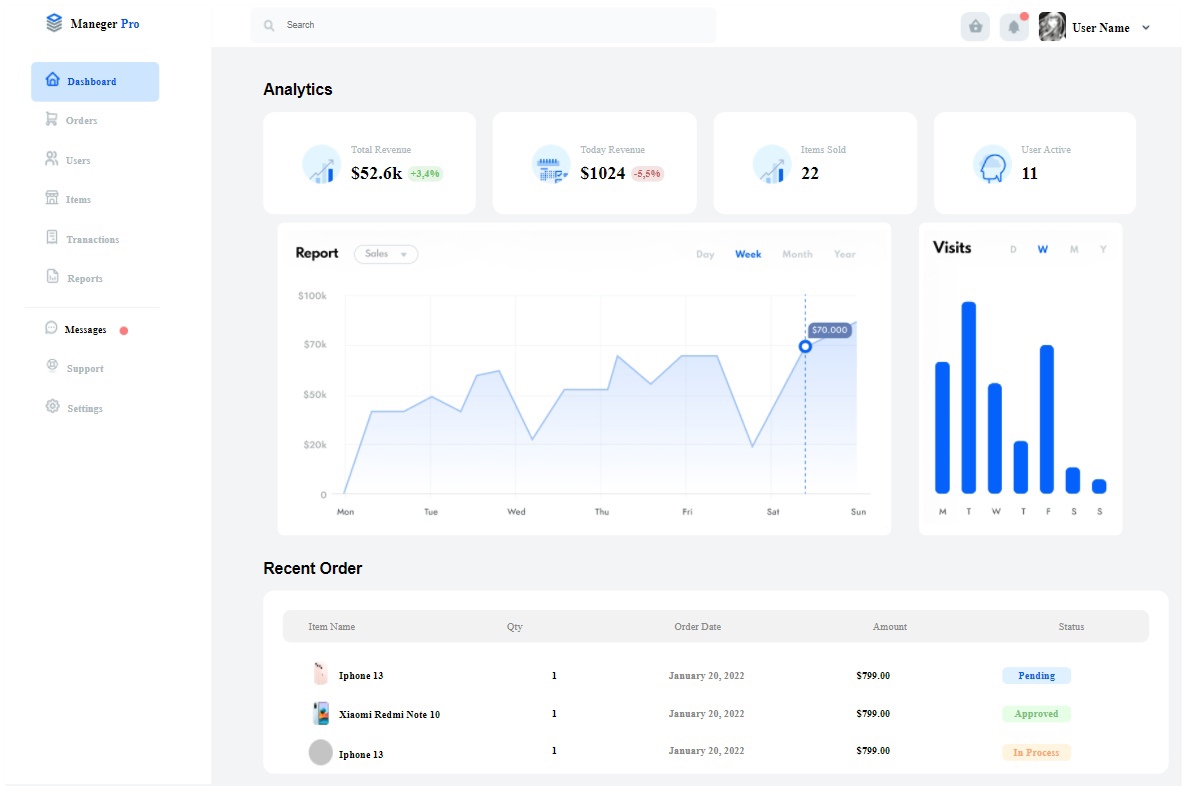 Maneger Pro
Search
User Name
Dashboard
Orders
Users
Items
Tranactions
Reports
Messages
Support
Settings
Analytics
Total Revenue
$52.6k +3,4%
Today Revenue
$1024 -5,5%
Items Sold
22
User Active
11
Report Sales Day Week Month Year
$100k
$70k
$50k
$20k
0
$70.000
Mon Tue Wed Thu Fri Sat Sun
Visits D W M Y
M T W T F S S
Recent Order
Item Name Qty Order Date Amount Status
Iphone 13 1 January 20, 2022 $799.00 Pending
Xiaomi Redmi Note 10 1 January 20, 2022 $799.00 Approved
Iphone 13 1 January 20, 2022 $799.00 In Process